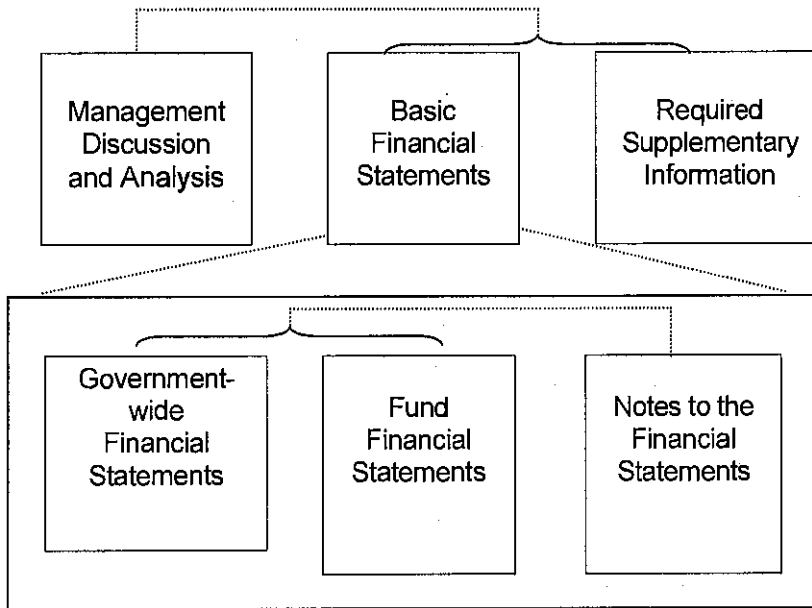 Management
Discussion
and Analysis
Basic
Financial
Statements
Required
Supplementary
Information
Government-
wide
Financial
Statements
Fund
Financial
Statements
Notes to the
Financial
Statements